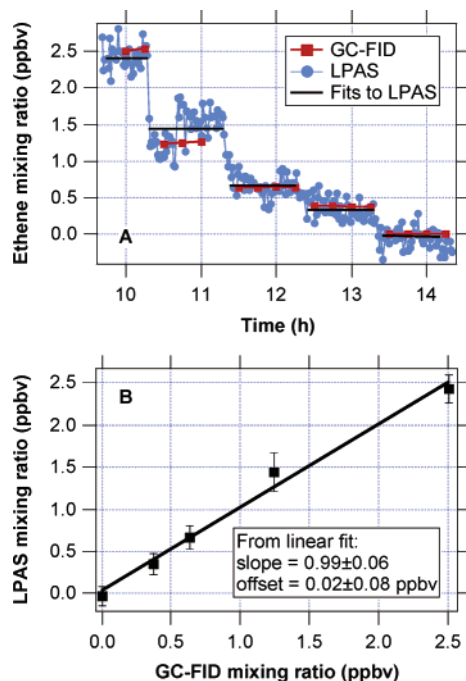 2.5
2.0
1.5
1.0
0.5
0.0
Ethene mixing ratio (ppbv)
GC-FID
LPAS
Fits to LPAS
A
10
11
12
13
14
Time (h)
B
2.5
2.0
1.5
1.0
0.5
0.0
LPAS mixing ratio (ppbv)
From linear fit:
slope = 0.99±0.06
offset = 0.02±0.08 ppbv
0.0
0.5
1.0
1.5
2.0
2.5
GC-FID mixing ratio (ppbv)